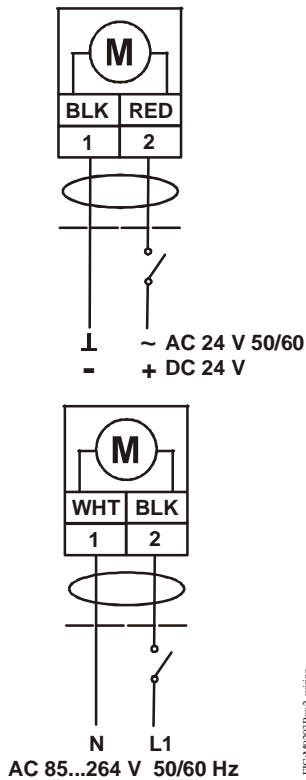 M
BLK RED
1 2
⊥ ~ AC 24 V 50/60
- + DC 24 V
M
WHT BLK
1 2
N L1
AC 85...264 V 50/60 Hz